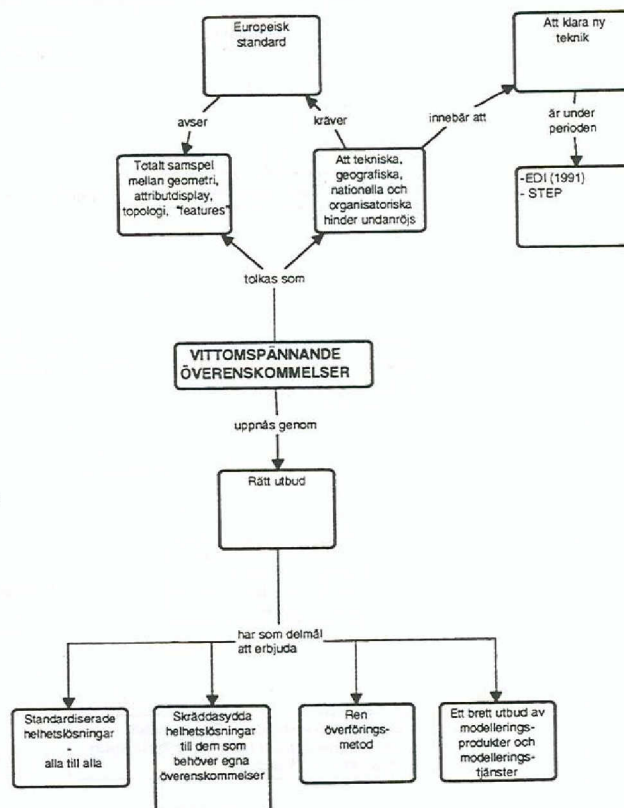 Europeisk
standard
Att klara ny
teknik
avser
kräver
innebär att
är under
perioden
Totalt samspel
mellan geometri,
attributdisplay,
topologi, "features"
Att tekniska,
geografiska,
nationella och
organisatoriska
hinder undanröjs
-EDI (1991)
- STEP
tolkas som
VITTOMSPÄNNANDE
ÖVERENSKOMMELSER
uppnås genom
Rätt utbud
har som delmål
att erbjuda
Standardiserade
helhetslösningar
-
alla till alla
Skräddasydda
helhetslösningar
till dem som
behöver egna
överenskommelser
Ren
överförings-
metod
Ett brett utbud av
modellerings-
produkter och
modellerings-
tjänster